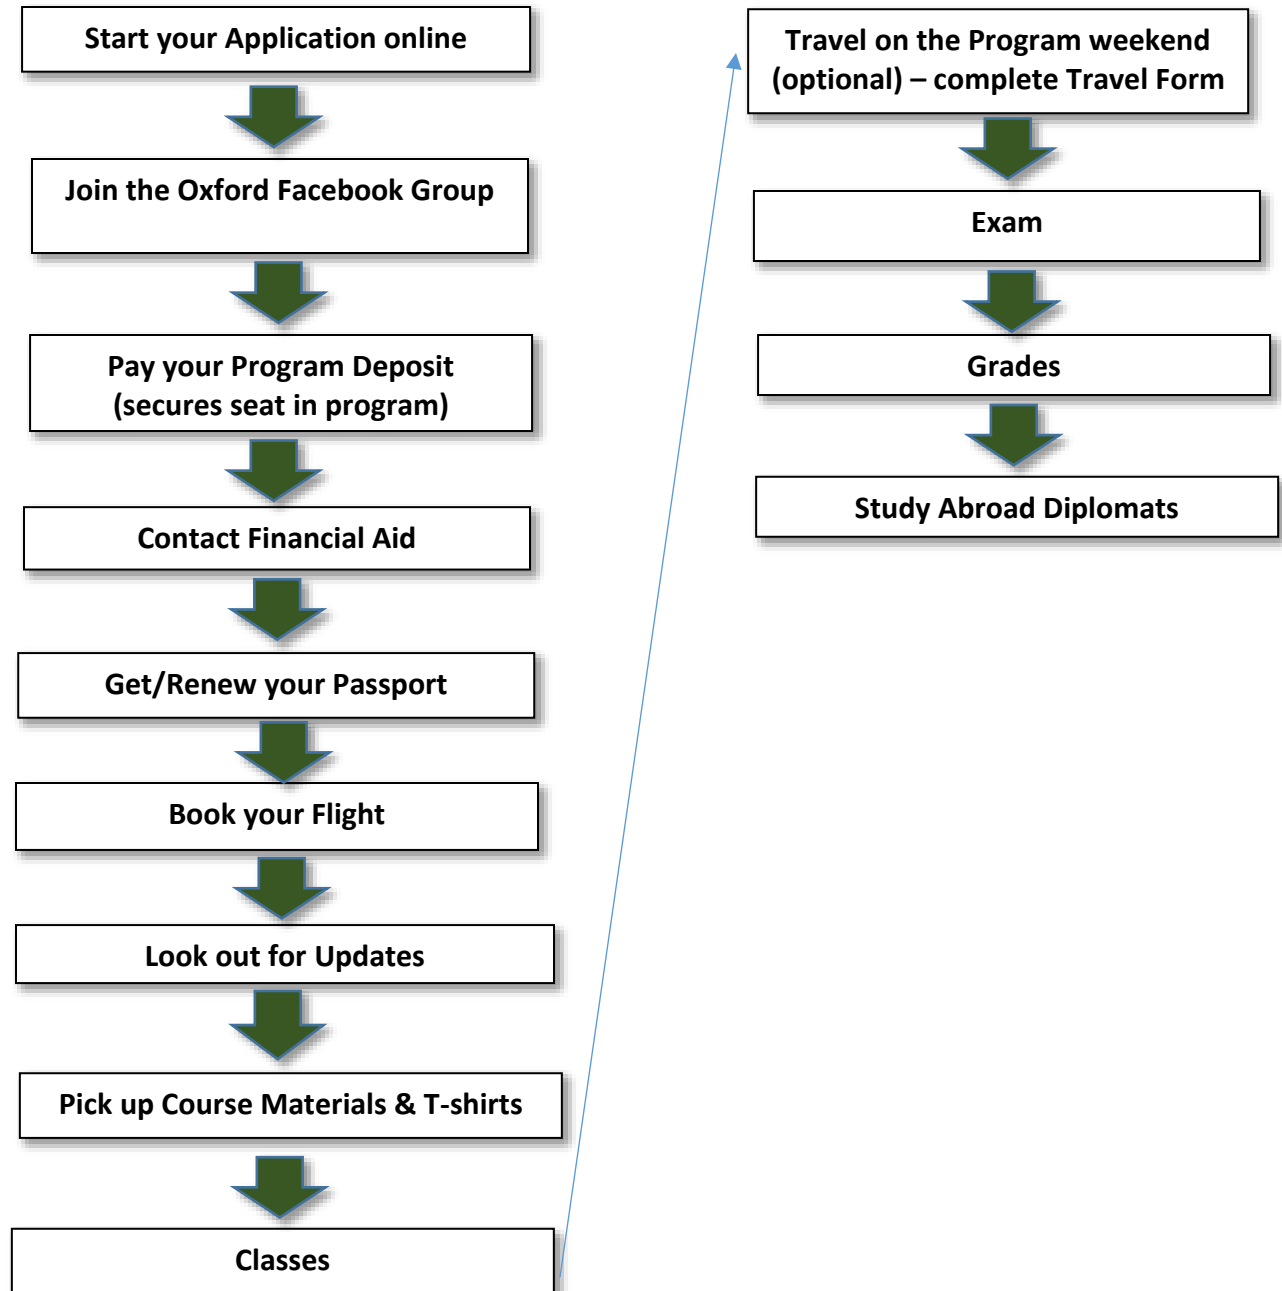 Start your Application online
Join the Oxford Facebook Group
Pay your Program Deposit
(secures seat in program)
Contact Financial Aid
Get/Renew your Passport
Book your Flight
Look out for Updates
Pick up Course Materials & T-shirts
Classes
Travel on the Program weekend
(optional) – complete Travel Form
Exam
Grades
Study Abroad Diplomats